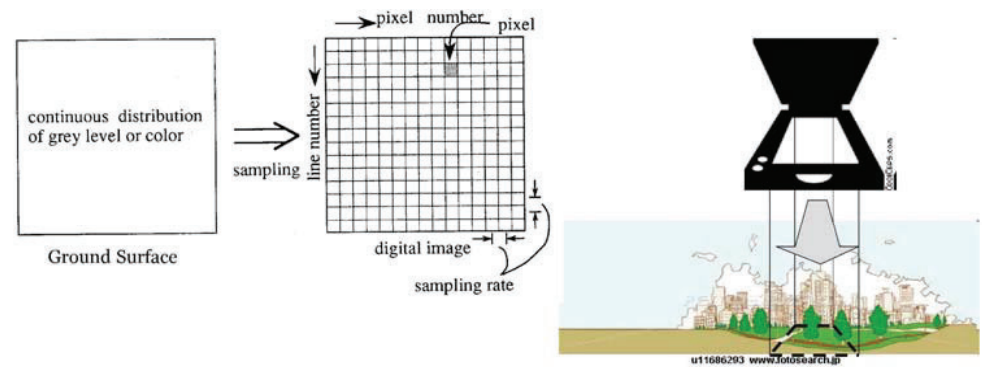 continuous distribution
of grey level or color
Ground Surface
sampling
pixel number
pixel
line number
digital image
sampling rate
u11686293 www.fotosearch.jp